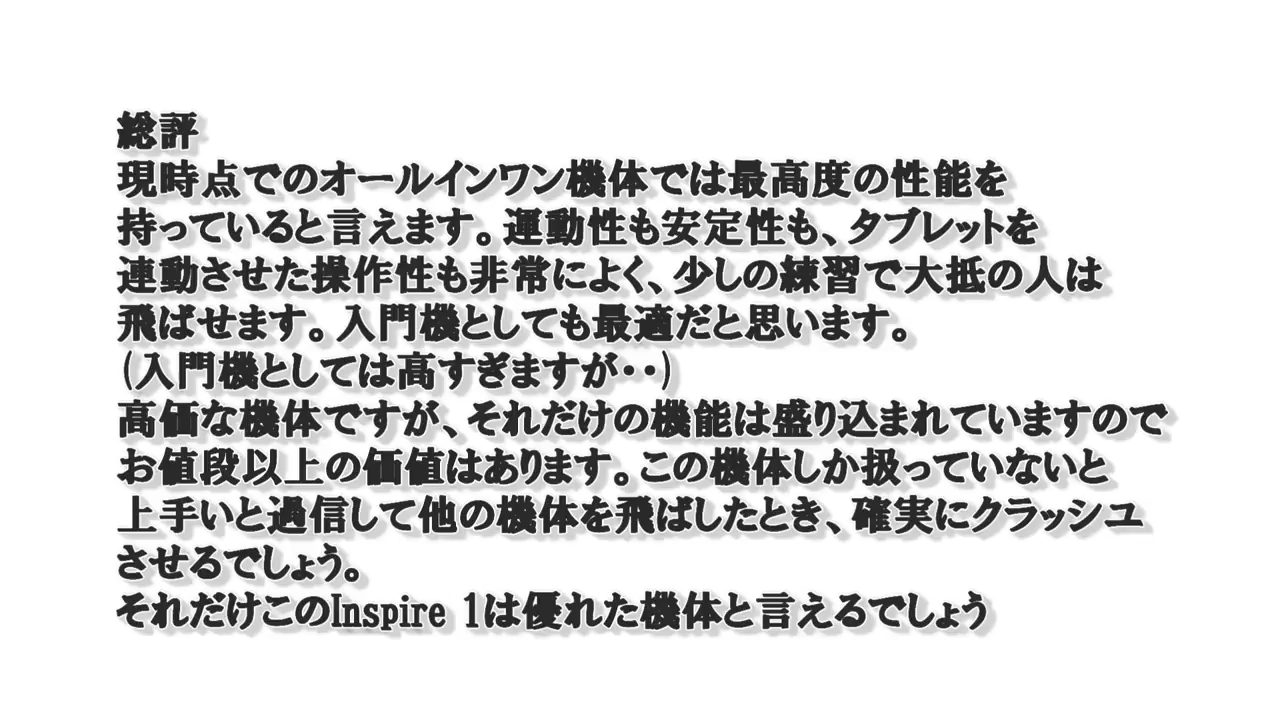 総評
現時点でのオールインワン機体では最高度の性能を
持っていると言えます。運動性も安定性も、タブレットを
連動させた操作性も非常によく、少しの練習で大抵の人は
飛ばせます。入門機としても最適だと思います。
(入門機としては高すぎますが・・)
高価な機体ですが、それだけの機能は盛り込まれていますので
お値段以上の価値はあります。この機体しか扱っていないと
上手いと過信して他の機体を飛ばしたとき、確実にクラッシュ
させるでしょう。
それだけこのInspire 1は優れた機体と言えるでしょう